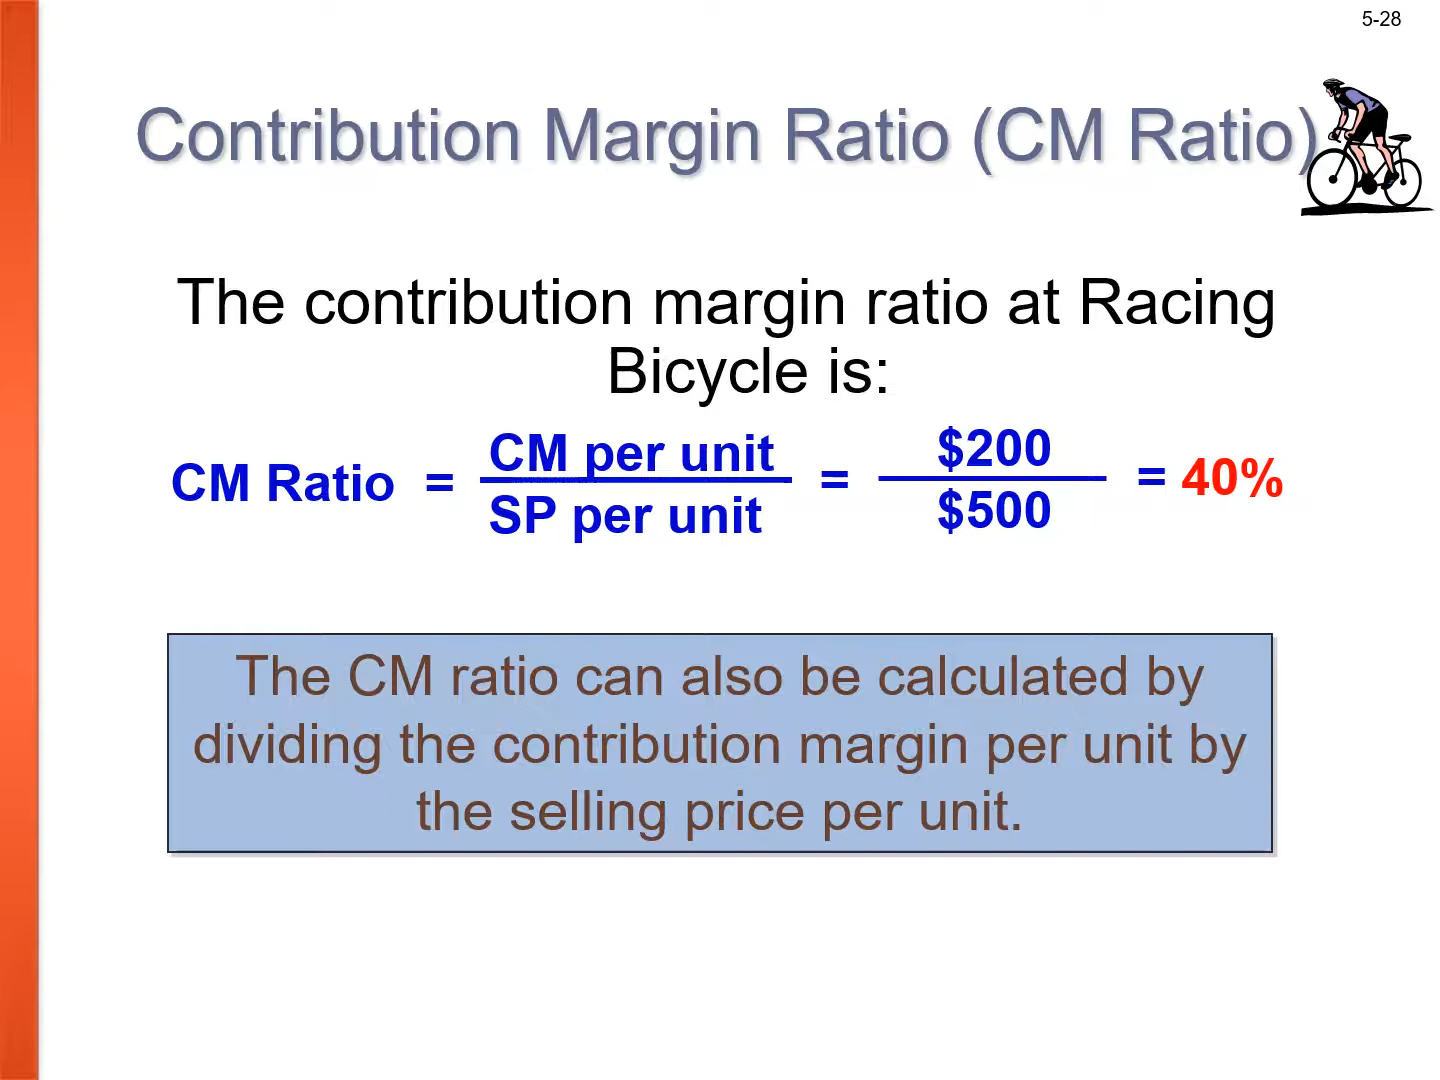 5-28
Contribution Margin Ratio (CM Ratio)
The contribution margin ratio at Racing
Bicycle is:
CM Ratio = CM per unit = $200 = 40%
SP per unit $500
The CM ratio can also be calculated by
dividing the contribution margin per unit by
the selling price per unit.